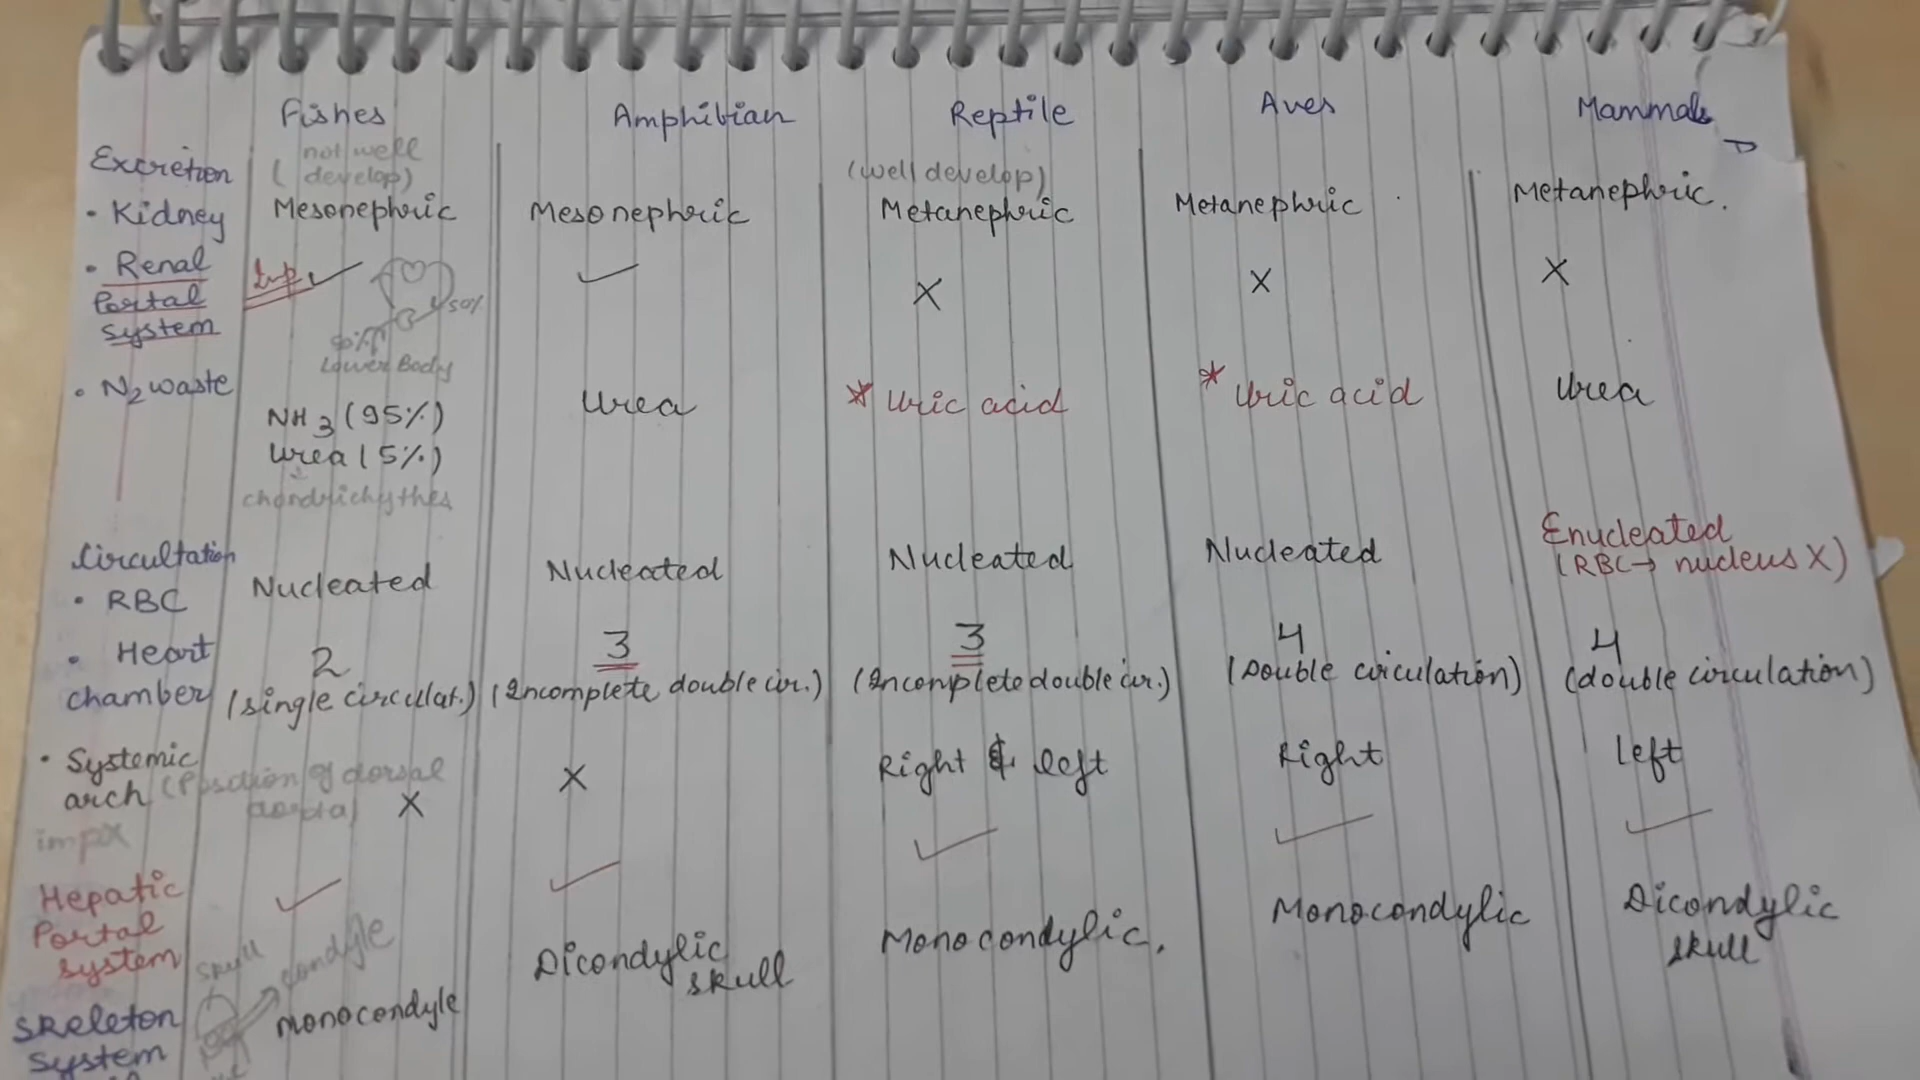 Fishes Amphibian Reptile Aves Mammals
Excretion (not well develop) (well develop)
• Kidney Mesonephric Mesonephric Metanephric Metanephric Metanephric.
• Renal Portal system Imp. ✓ ✓ X X X
50%
90%
Lower Body
• N2 waste NH3 (95%) Urea * Uric acid * Uric acid Urea
Urea (5%)
chondrichythes
Circultation
• RBC Nucleated Nucleated Nucleated Nucleated Enucleated
(RBC → nucleus X)
• Heart chamber 2 3 3 4 4
(single circulat.) (Incomplete double cir.) (Incomplete double cir.) (Double circulation) (double circulation)
• Systemic arch (Position of dorsal aorta) X X Right & left Right left
Hepatic Portal system ✓ ✓ ✓ ✓ ✓
skull
condyle
Skeleton system monocondyle Dicondylic skull Monocondylic. Monocondylic Dicondylic skull